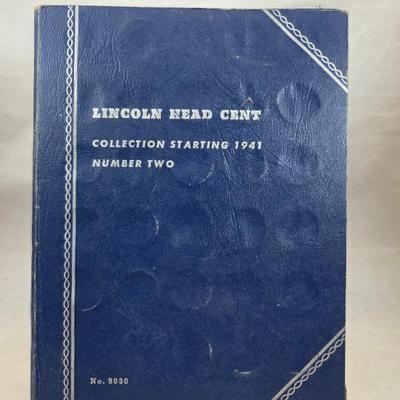 LINCOLN HEAD CENT
COLLECTION STARTING 1941
NUMBER TWO
No. 9030